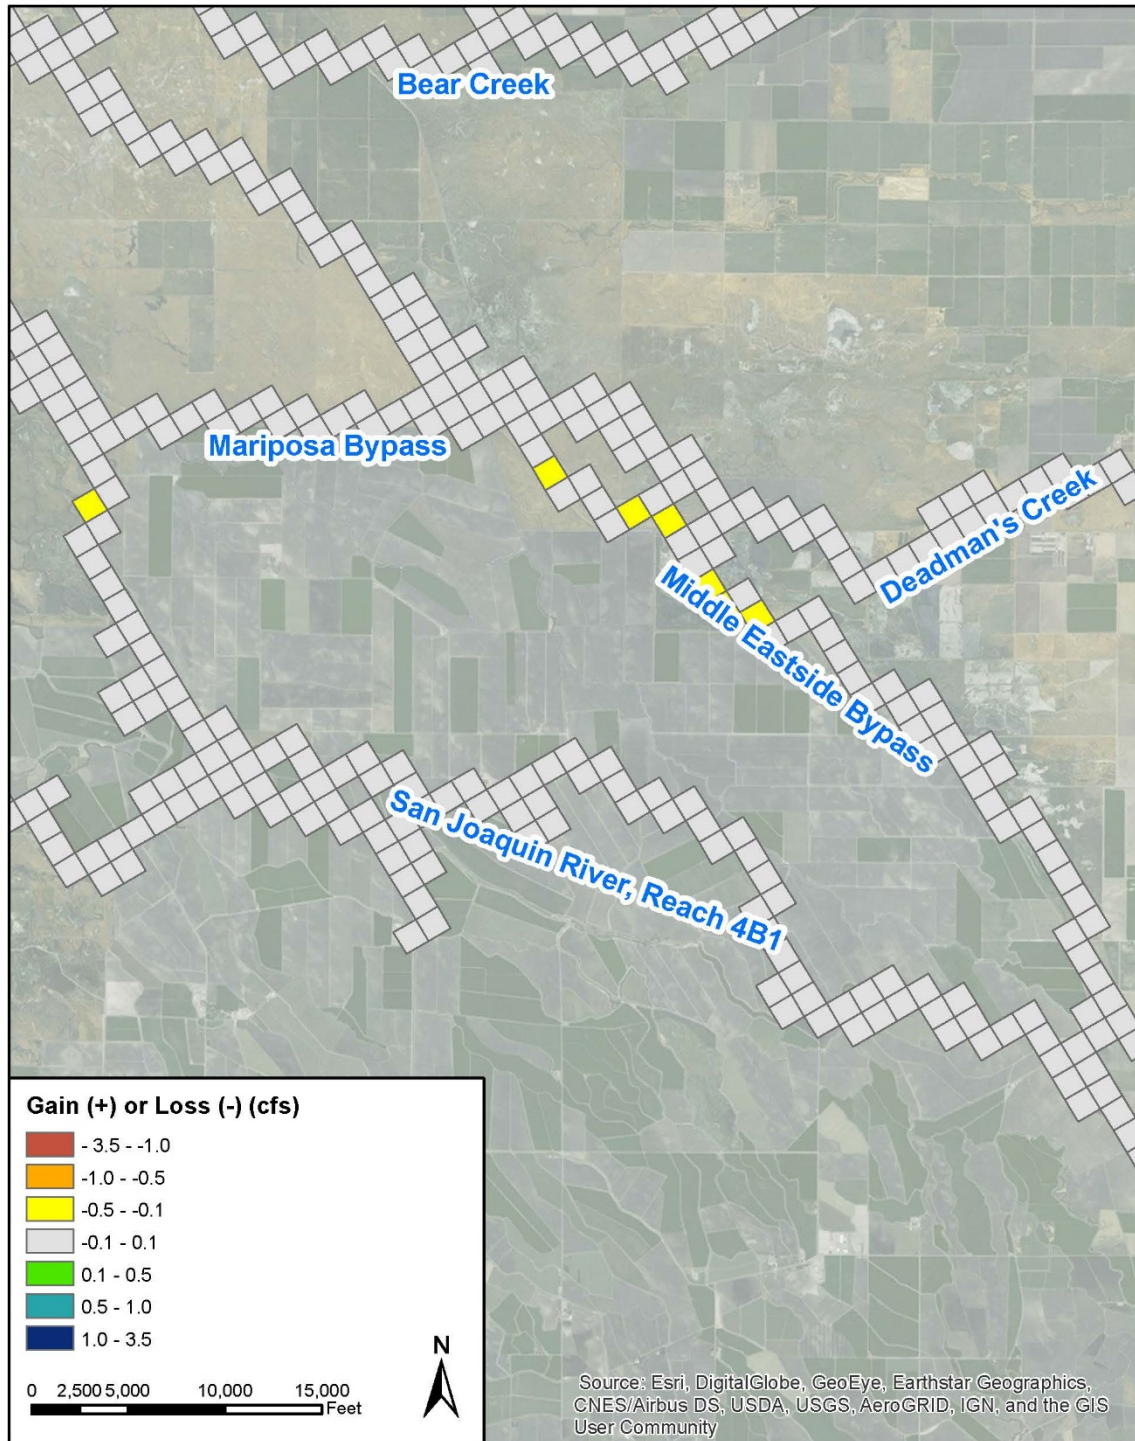 Bear Creek
Mariposa Bypass
Deadman's Creek
Middle Eastside Bypass
San Joaquin River, Reach 4B1
Gain (+) or Loss (-) (cfs)
- 3.5 - -1.0
-1.0 - -0.5
-0.5 - -0.1
-0.1 - 0.1
0.1 - 0.5
0.5 - 1.0
1.0 - 3.5
N
0 2,500 5,000 10,000 15,000
Feet
Source: Esri, DigitalGlobe, GeoEye, Earthstar Geographics,
CNES/Airbus DS, USDA, USGS, AeroGRID, IGN, and the GIS
User Community